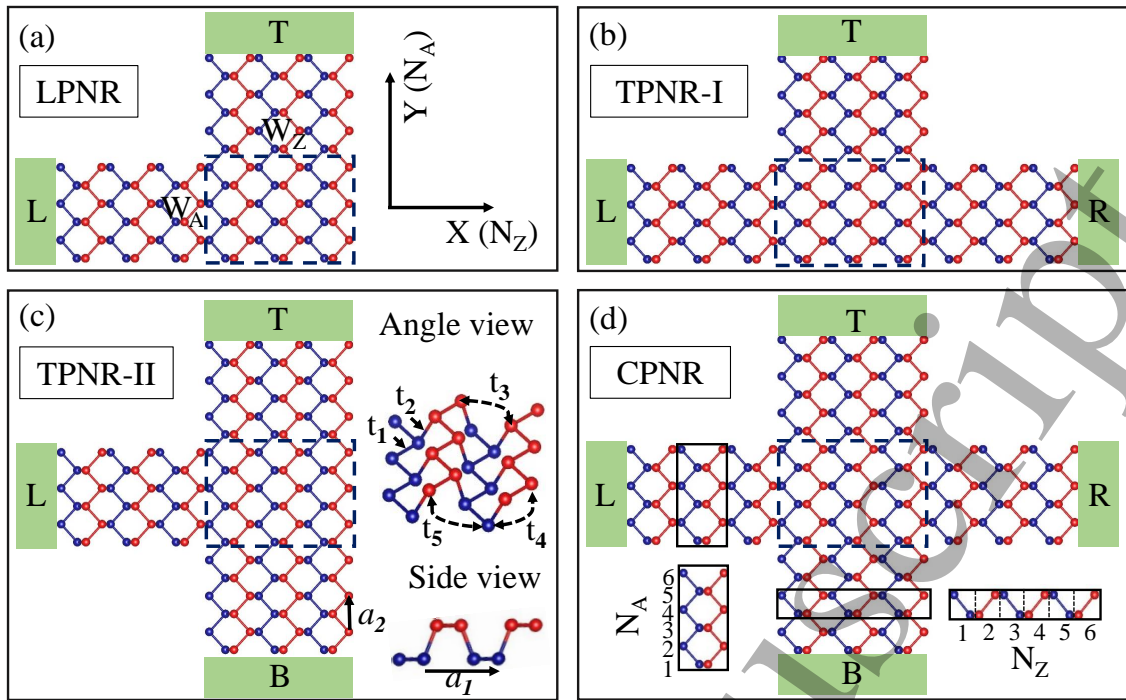 (a)
T
LPNR
Y (N_A)
W_Z
L
W_A
X (N_Z)
(b)
T
TPNR-I
L
R
(c)
T
TPNR-II
Angle view
t_1
t_2
t_3
L
t_5
t_4
Side view
a_2
B
a_1
(d)
T
CPNR
L
R
6
5
4
3
2
1
N_A
1 2 3 4 5 6
N_Z
B